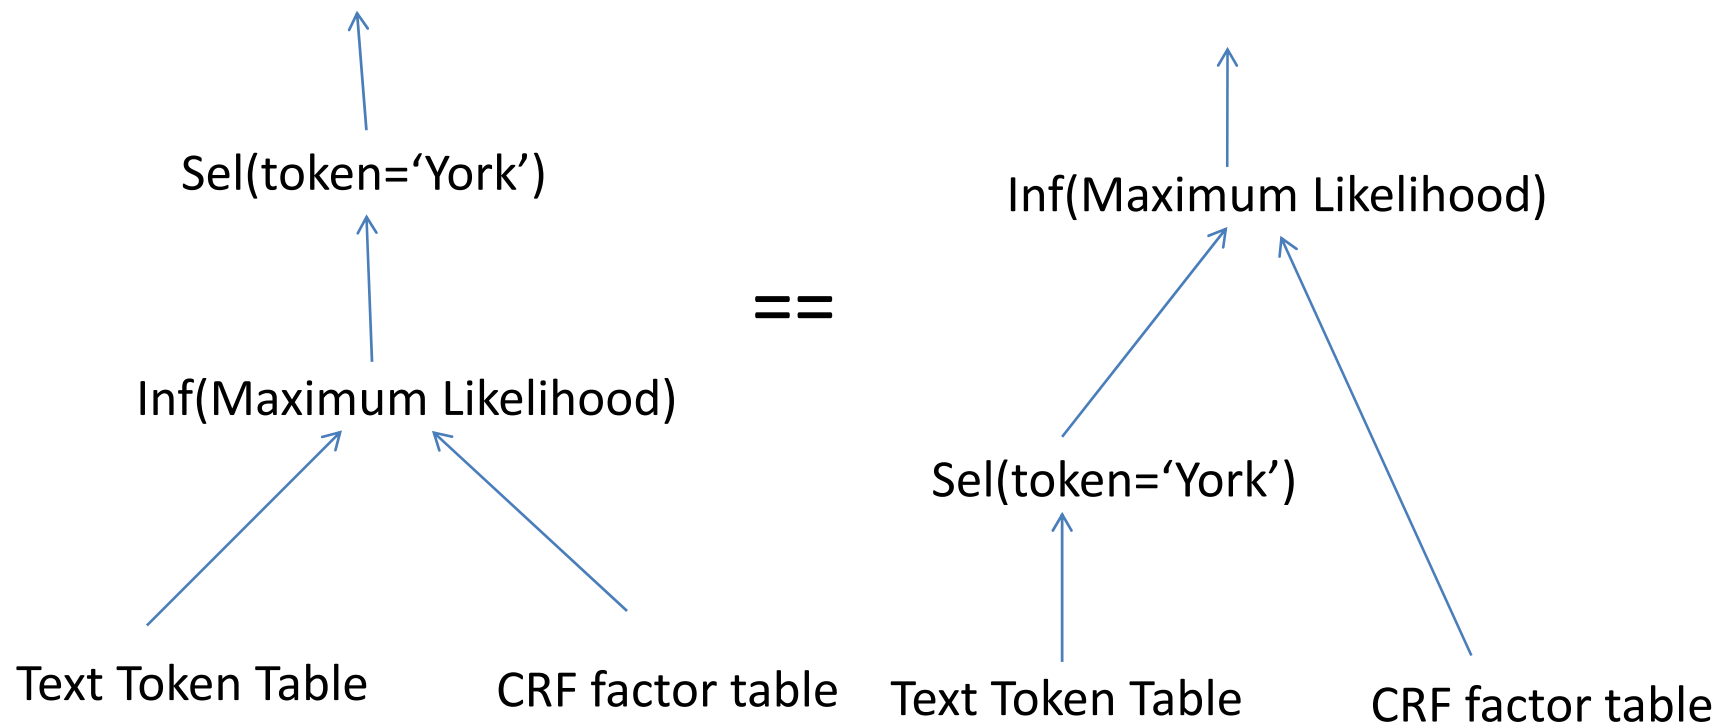 Sel(token=‘York’)
Inf(Maximum Likelihood)
Text Token Table
CRF factor table
==
Inf(Maximum Likelihood)
Sel(token=‘York’)
Text Token Table
CRF factor table